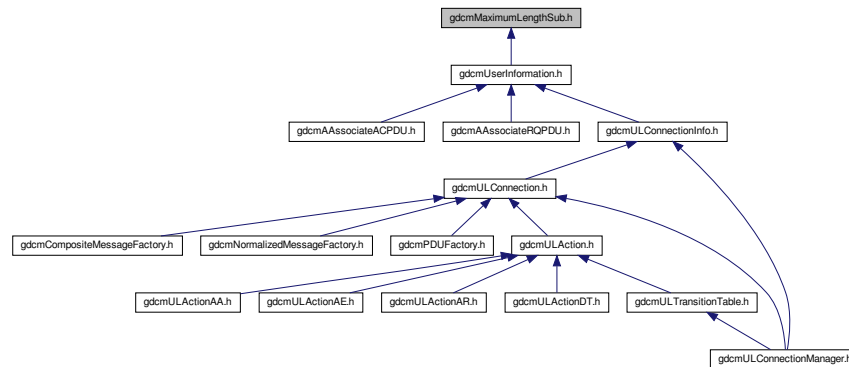 gdcmMaximumLengthSub.h
gdcmUserInformation.h
gdcmAAssociateACPDU.h
gdcmAAssociateRQPDU.h
gdcmULConnectionInfo.h
gdcmULConnection.h
gdcmCompositeMessageFactory.h
gdcmNormalizedMessageFactory.h
gdcmPDUFactory.h
gdcmULAction.h
gdcmULActionAA.h
gdcmULActionAE.h
gdcmULActionAR.h
gdcmULActionDT.h
gdcmULTransitionTable.h
gdcmULConnectionManager.h